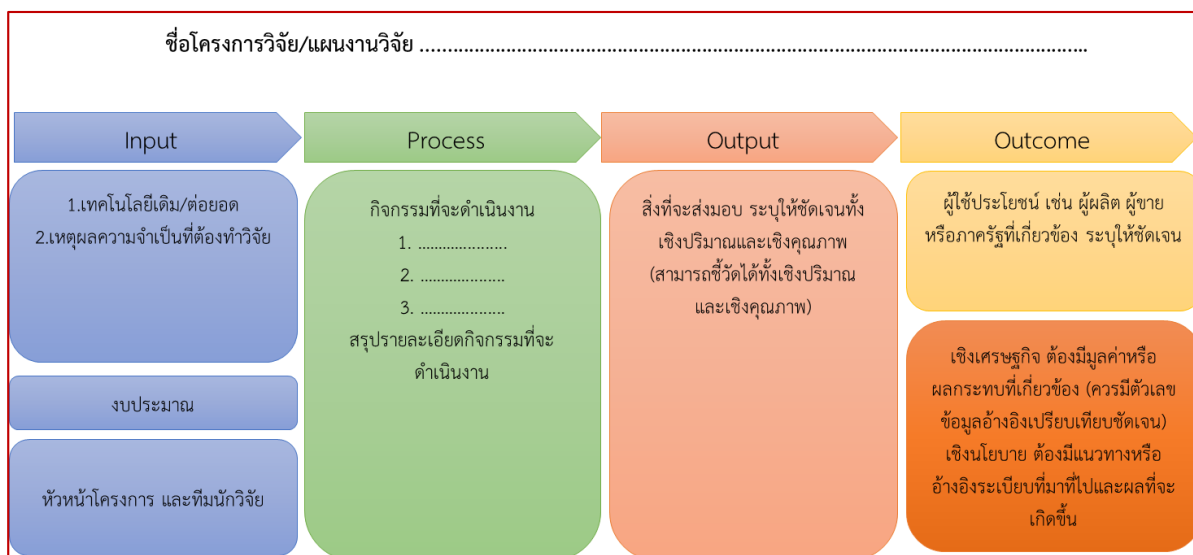 ชื่อโครงการวิจัย/แผนงานวิจัย ................................................................................................................................
Input
1.เทคโนโลยีเดิม/ต่อยอด
2.เหตุผลความจำเป็นที่ต้องทำวิจัย
งบประมาณ
หัวหน้าโครงการ และทีมนักวิจัย
Process
กิจกรรมที่จะดำเนินงาน
1. .....................
2. .....................
3. .....................
สรุปรายละเอียดกิจกรรมที่จะ
ดำเนินงาน
Output
สิ่งที่จะส่งมอบ ระบุให้ชัดเจนทั้ง
เชิงปริมาณและเชิงคุณภาพ
(สามารถชี้วัดได้ทั้งเชิงปริมาณ
และเชิงคุณภาพ)
Outcome
ผู้ใช้ประโยชน์ เช่น ผู้ผลิต ผู้ขาย
หรือภาครัฐที่เกี่ยวข้อง ระบุให้ชัดเจน
เชิงเศรษฐกิจ ต้องมีมูลค่าหรือ
ผลกระทบที่เกี่ยวข้อง (ควรมีตัวเลข
ข้อมูลอ้างอิงเปรียบเทียบชัดเจน)
เชิงนโยบาย ต้องมีแนวทางหรือ
อ้างอิงระเบียบที่มาที่ไปและผลที่จะ
เกิดขึ้น